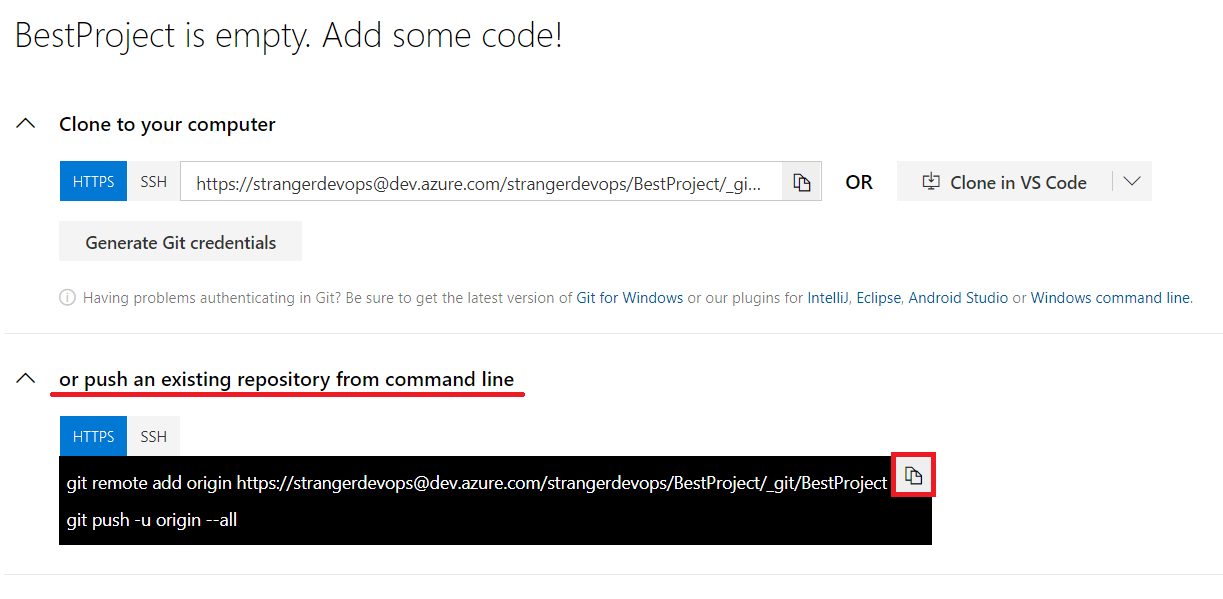 BestProject is empty. Add some code!
Clone to your computer
HTTPS SSH https://strangerdevops@dev.azure.com/strangerdevops/BestProject/_gi... OR Clone in VS Code
Generate Git credentials
Having problems authenticating in Git? Be sure to get the latest version of Git for Windows or our plugins for IntelliJ, Eclipse, Android Studio or Windows command line.
or push an existing repository from command line
HTTPS SSH
git remote add origin https://strangerdevops@dev.azure.com/strangerdevops/BestProject/_git/BestProject
git push -u origin --all